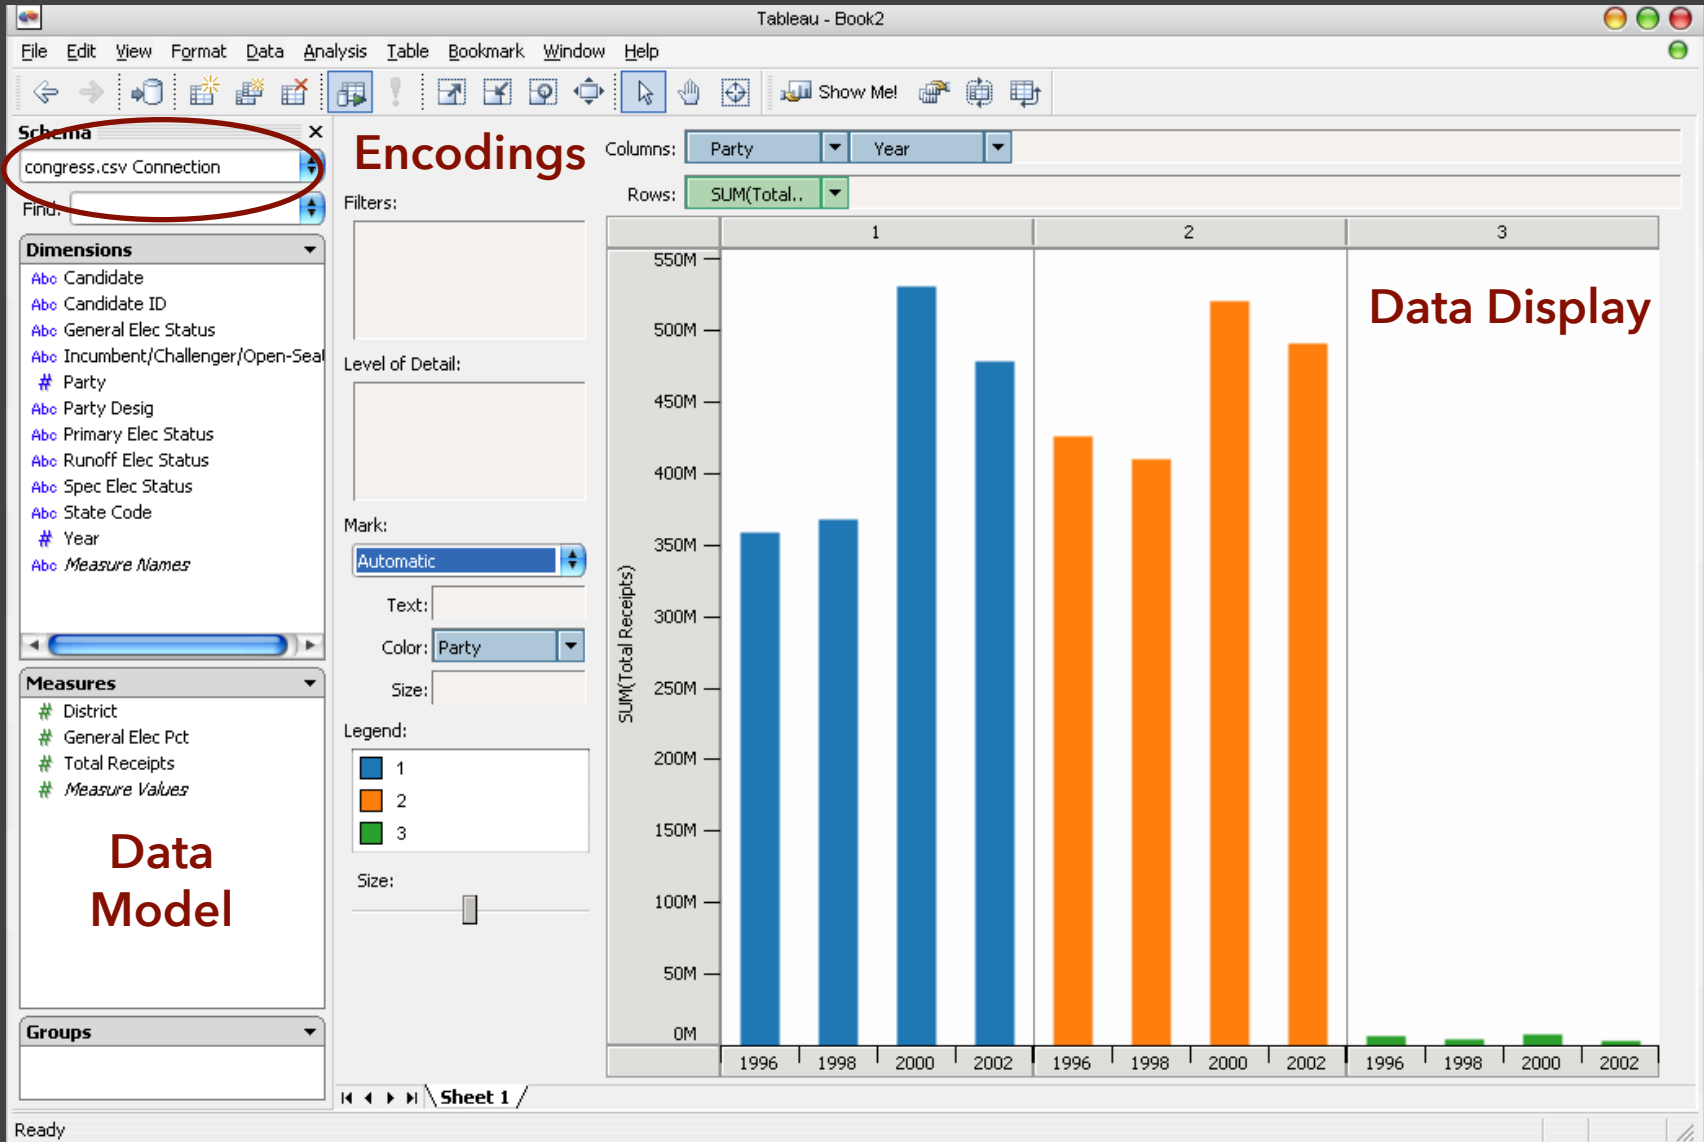 Tableau - Book2
File Edit View Format Data Analysis Table Bookmark Window Help
Show Me!
Schema
congress.csv Connection
Find:
Dimensions
Abc Candidate
Abc Candidate ID
Abc General Elec Status
Abc Incumbent/Challenger/Open-Seat
# Party
Abc Party Desig
Abc Primary Elec Status
Abc Runoff Elec Status
Abc Spec Elec Status
Abc State Code
# Year
Abc Measure Names
Measures
# District
# General Elec Pct
# Total Receipts
# Measure Values
Data
Model
Groups
Encodings
Filters:
Level of Detail:
Mark:
Automatic
Text:
Color: Party
Size:
Legend:
1
2
3
Size:
Columns: Party Year
Rows: SUM(Total..
1 2 3
Data Display
SUM(Total Receipts)
550M
500M
450M
400M
350M
300M
250M
200M
150M
100M
50M
0M
1996 1998 2000 2002 1996 1998 2000 2002 1996 1998 2000 2002
Sheet 1
Ready